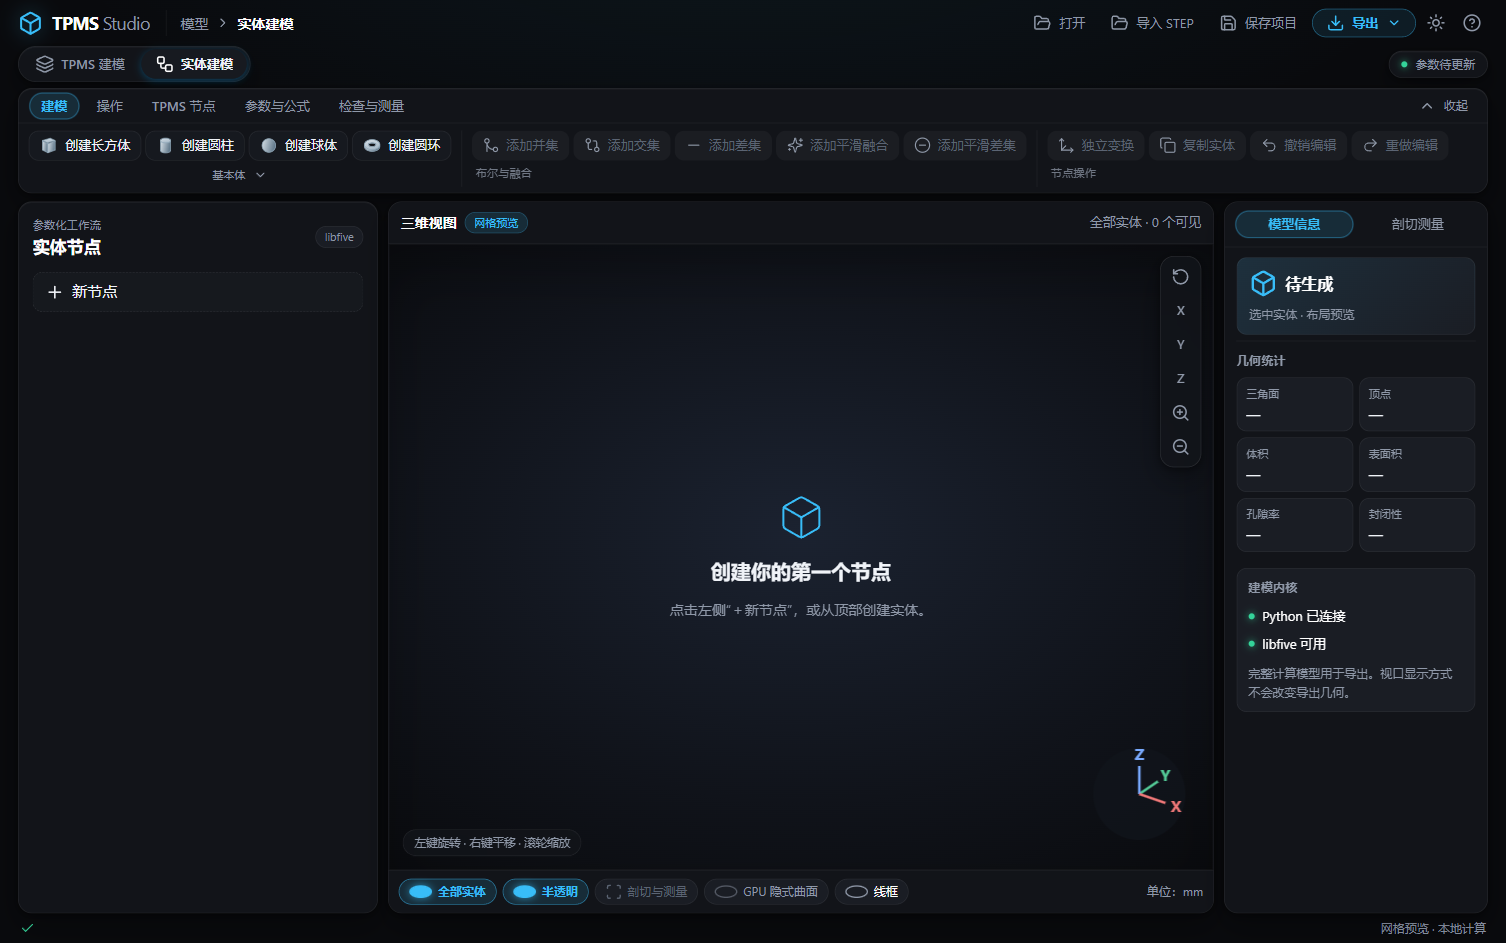 TPMS Studio 模型 > 实体建模 打开 导入 STEP 保存项目 导出
TPMS 建模 实体建模 参数待更新
建模 操作 TPMS 节点 参数与公式 检查与测量 收起
创建长方体 创建圆柱 创建球体 创建圆环 添加并集 添加交集 添加差集 添加平滑融合 添加平滑差集 独立变换 复制实体 撤销编辑 重做编辑
基本体 布尔与融合 节点操作
参数化工作流
实体节点
libfive
+ 新节点
三维视图 网格预览 全部实体 · 0 个可见
X
Y
Z
创建你的第一个节点
点击左侧“+ 新节点”，或从顶部创建实体。
Z
Y
X
左键旋转 · 右键平移 · 滚轮缩放
全部实体 半透明 剖切与测量 GPU 隐式曲面 线框 单位：mm
模型信息 剖切测量
待生成
选中实体 · 布局预览
几何统计
三角面 顶点
— —
体积 表面积
— —
孔隙率 封闭性
— —
建模内核
Python 已连接
libfive 可用
完整计算模型用于导出。视口显示方式
不会改变导出几何。
网格预览 · 本地计算